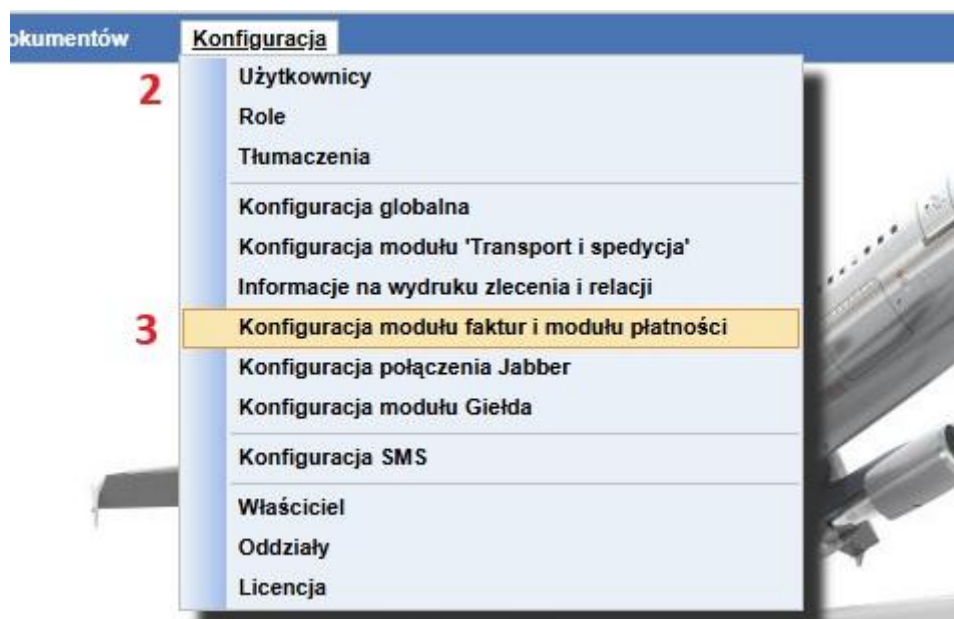 okumentów Konfiguracja
2 Użytkownicy
Role
Tłumaczenia
Konfiguracja globalna
Konfiguracja modułu 'Transport i spedycja'
Informacje na wydruku zlecenia i relacji
3 Konfiguracja modułu faktur i modułu płatności
Konfiguracja połączenia Jabber
Konfiguracja modułu Giełda
Konfiguracja SMS
Właściciel
Oddziały
Licencja